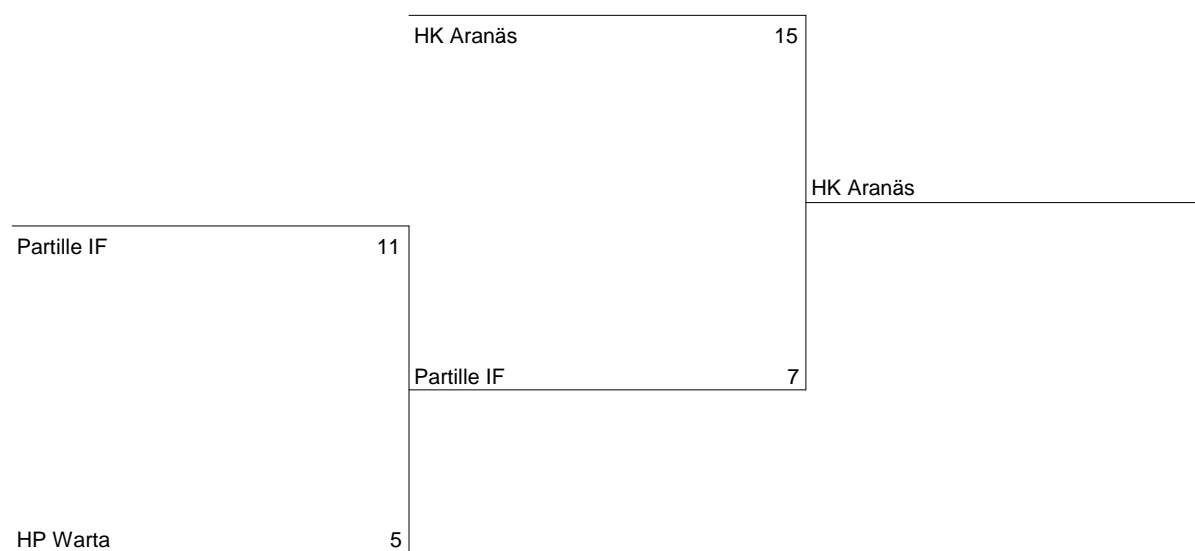 HK Aranäs 15
HK Aranäs
Partille IF 11
Partille IF 7
HP Warta 5